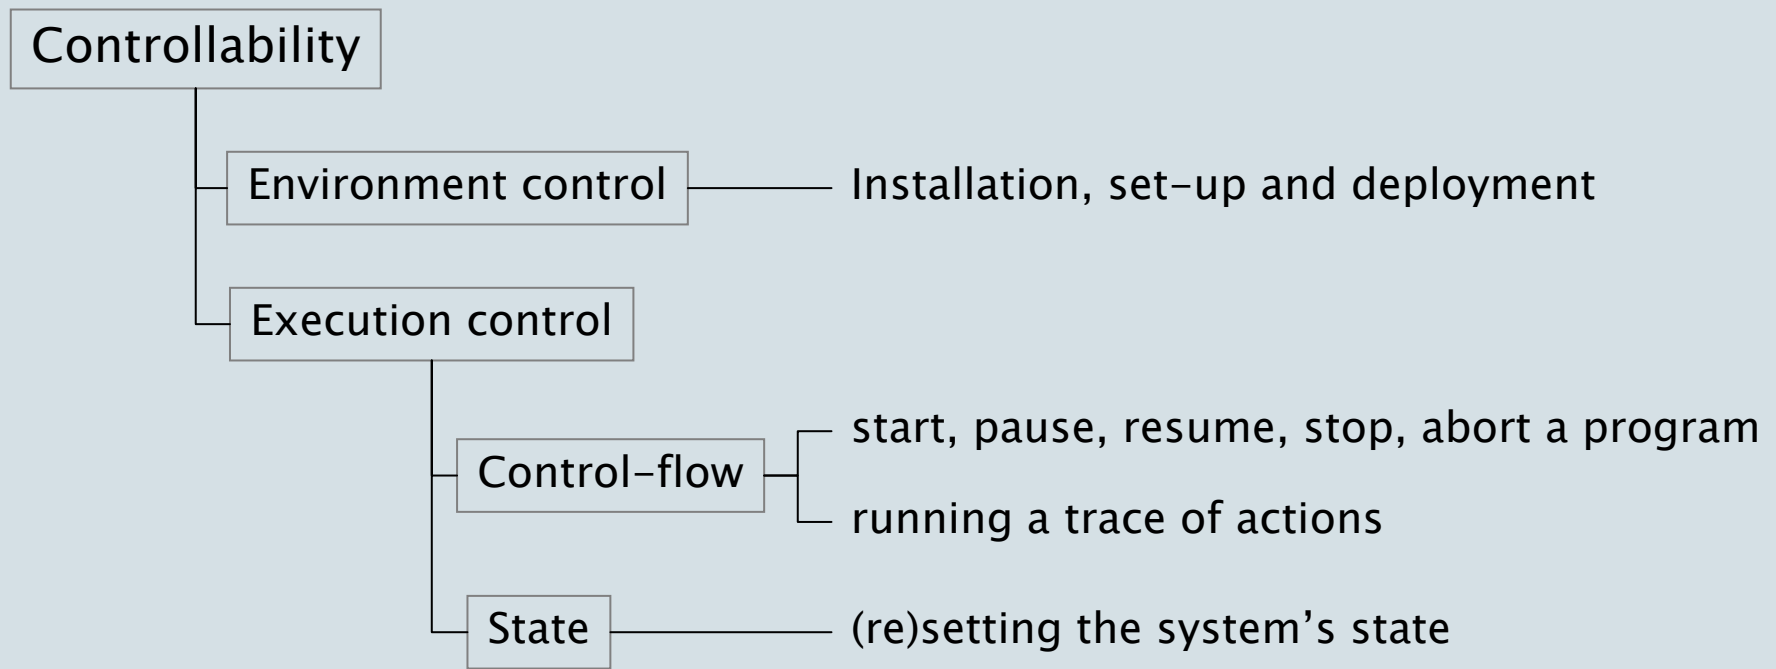 Controllability
Environment control
Installation, set-up and deployment
Execution control
start, pause, resume, stop, abort a program
Control-flow
running a trace of actions
State
(re)setting the system’s state